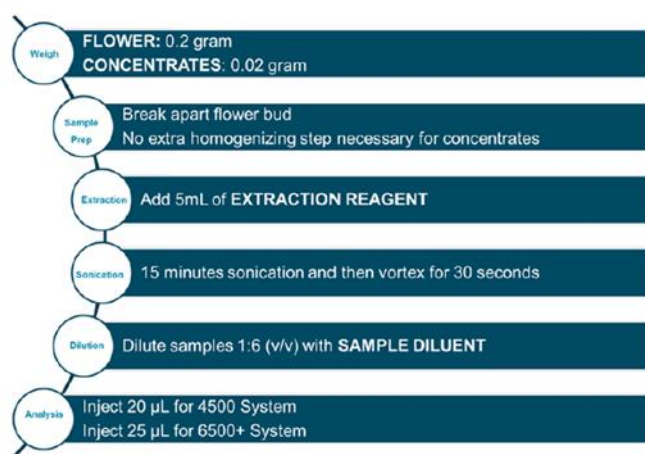 Weigh
FLOWER: 0.2 gram
CONCENTRATES: 0.02 gram
Sample
Prep
Break apart flower bud
No extra homogenizing step necessary for concentrates
Extraction
Add 5mL of EXTRACTION REAGENT
Sonication
15 minutes sonication and then vortex for 30 seconds
Dilution
Dilute samples 1:6 (v/v) with SAMPLE DILUENT
Analysis
Inject 20 µL for 4500 System
Inject 25 µL for 6500+ System